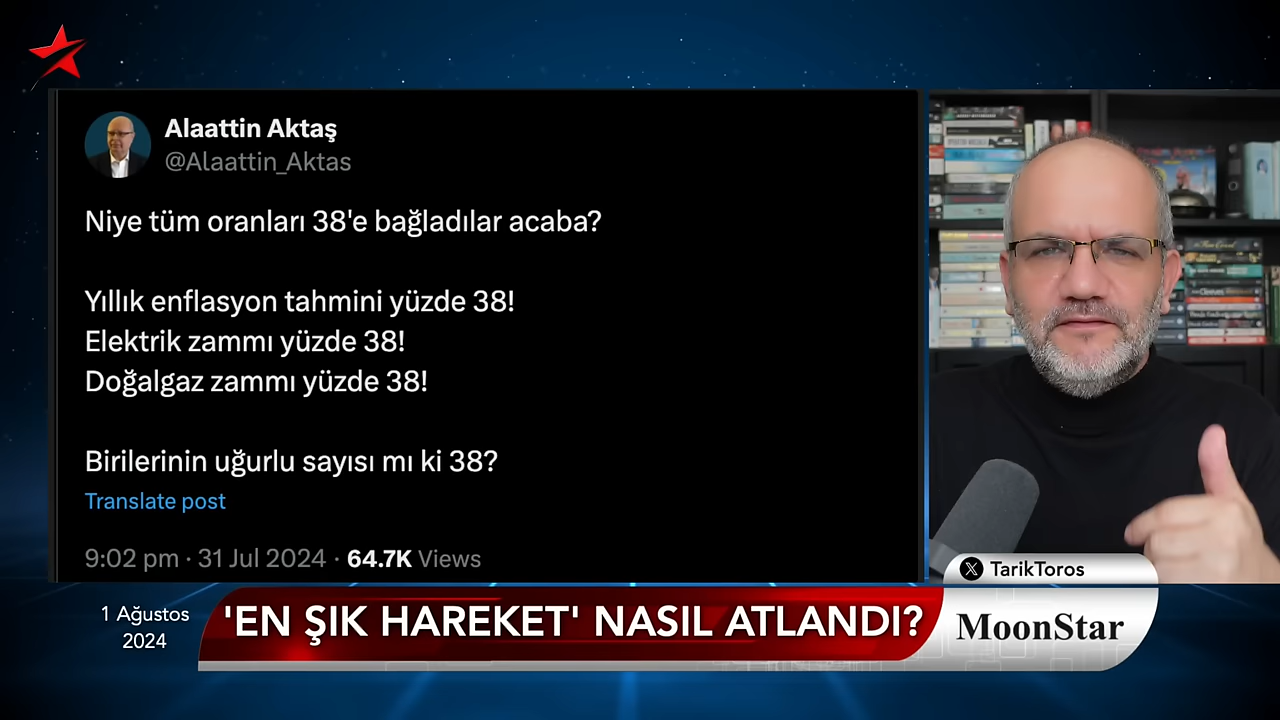 Alaattin Aktaş
@Alaattin_Aktas
Niye tüm oranları 38'e bağladılar acaba?
Yıllık enflasyon tahmini yüzde 38!
Elektrik zammı yüzde 38!
Doğalgaz zammı yüzde 38!
Birilerinin uğurlu sayısı mı ki 38?
Translate post
9:02 pm · 31 Jul 2024 · 64.7K Views
X TarikToros
1 Ağustos
2024
'EN ŞIK HAREKET' NASIL ATLANDI?
MoonStar